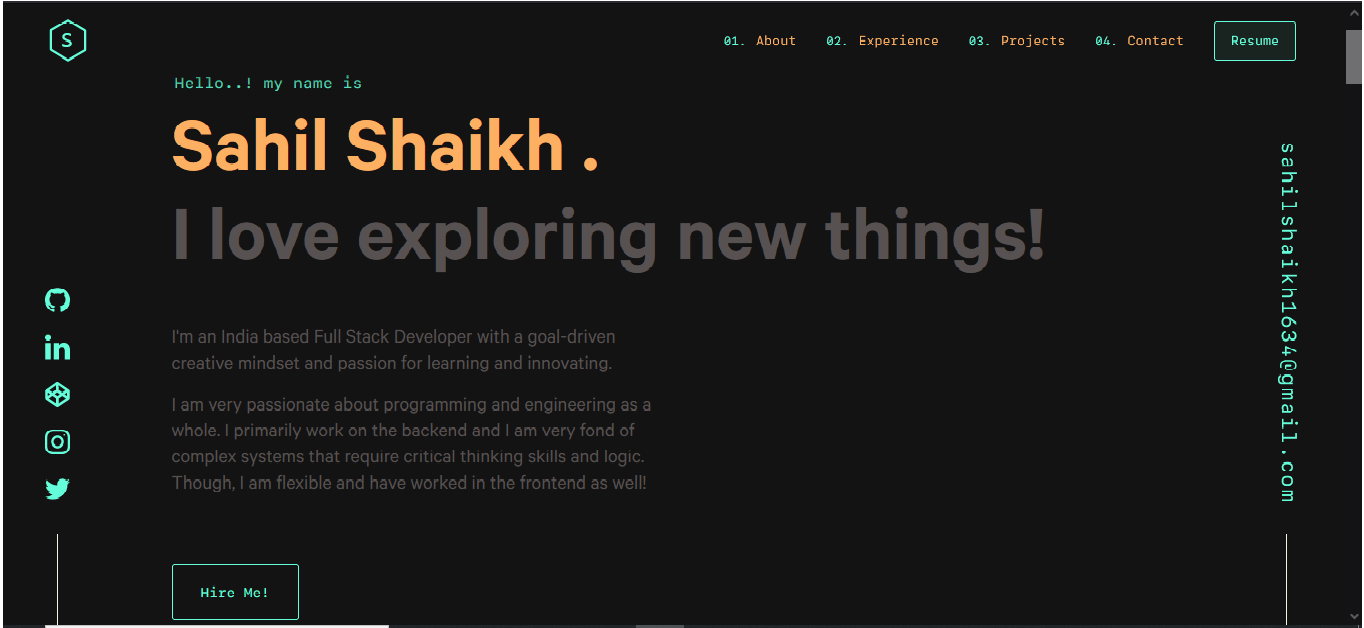 S
01. About 02. Experience 03. Projects 04. Contact Resume
Hello..! my name is
Sahil Shaikh .
I love exploring new things!
I'm an India based Full Stack Developer with a goal-driven
creative mindset and passion for learning and innovating.
I am very passionate about programming and engineering as a
whole. I primarily work on the backend and I am very fond of
complex systems that require critical thinking skills and logic.
Though, I am flexible and have worked in the frontend as well!
Hire Me!
in
sahilshaikh1634@gmail.com